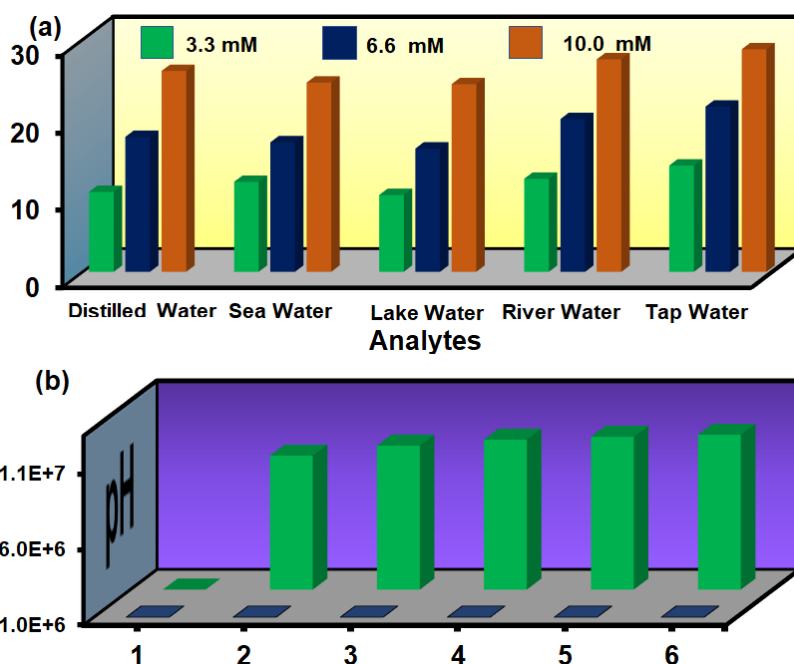 (a)
3.3 mM 6.6 mM 10.0 mM
30
20
10
0
Distilled Water Sea Water Lake Water River Water Tap Water
Analytes
(b)
1.1E+7
pH
6.0E+6
1.0E+6
1 2 3 4 5 6